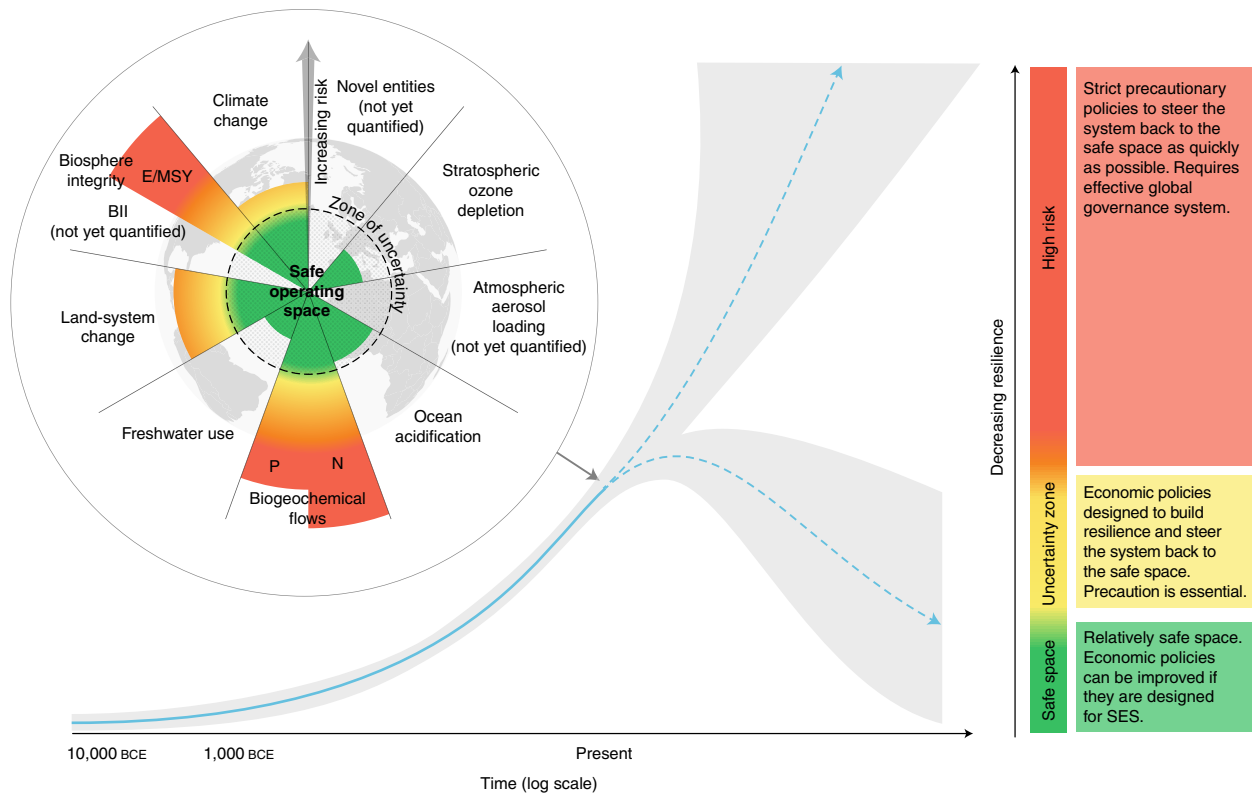 Climate
change
Increasing risk
Novel entities
(not yet
quantified)
Biosphere
integrity
E/MSY
BII
(not yet quantified)
Stratospheric
ozone
depletion
Zone of uncertainty
Safe
operating
space
Land-system
change
Atmospheric
aerosol
loading
(not yet quantified)
Freshwater use
Ocean
acidification
P
N
Biogeochemical
flows
10,000 BCE
1,000 BCE
Present
Time (log scale)
Decreasing resilience
High risk
Uncertainty zone
Safe space
Strict precautionary
policies to steer the
system back to the
safe space as quickly
as possible. Requires
effective global
governance system.
Economic policies
designed to build
resilience and steer
the system back to
the safe space.
Precaution is essential.
Relatively safe space.
Economic policies
can be improved if
they are designed
for SES.